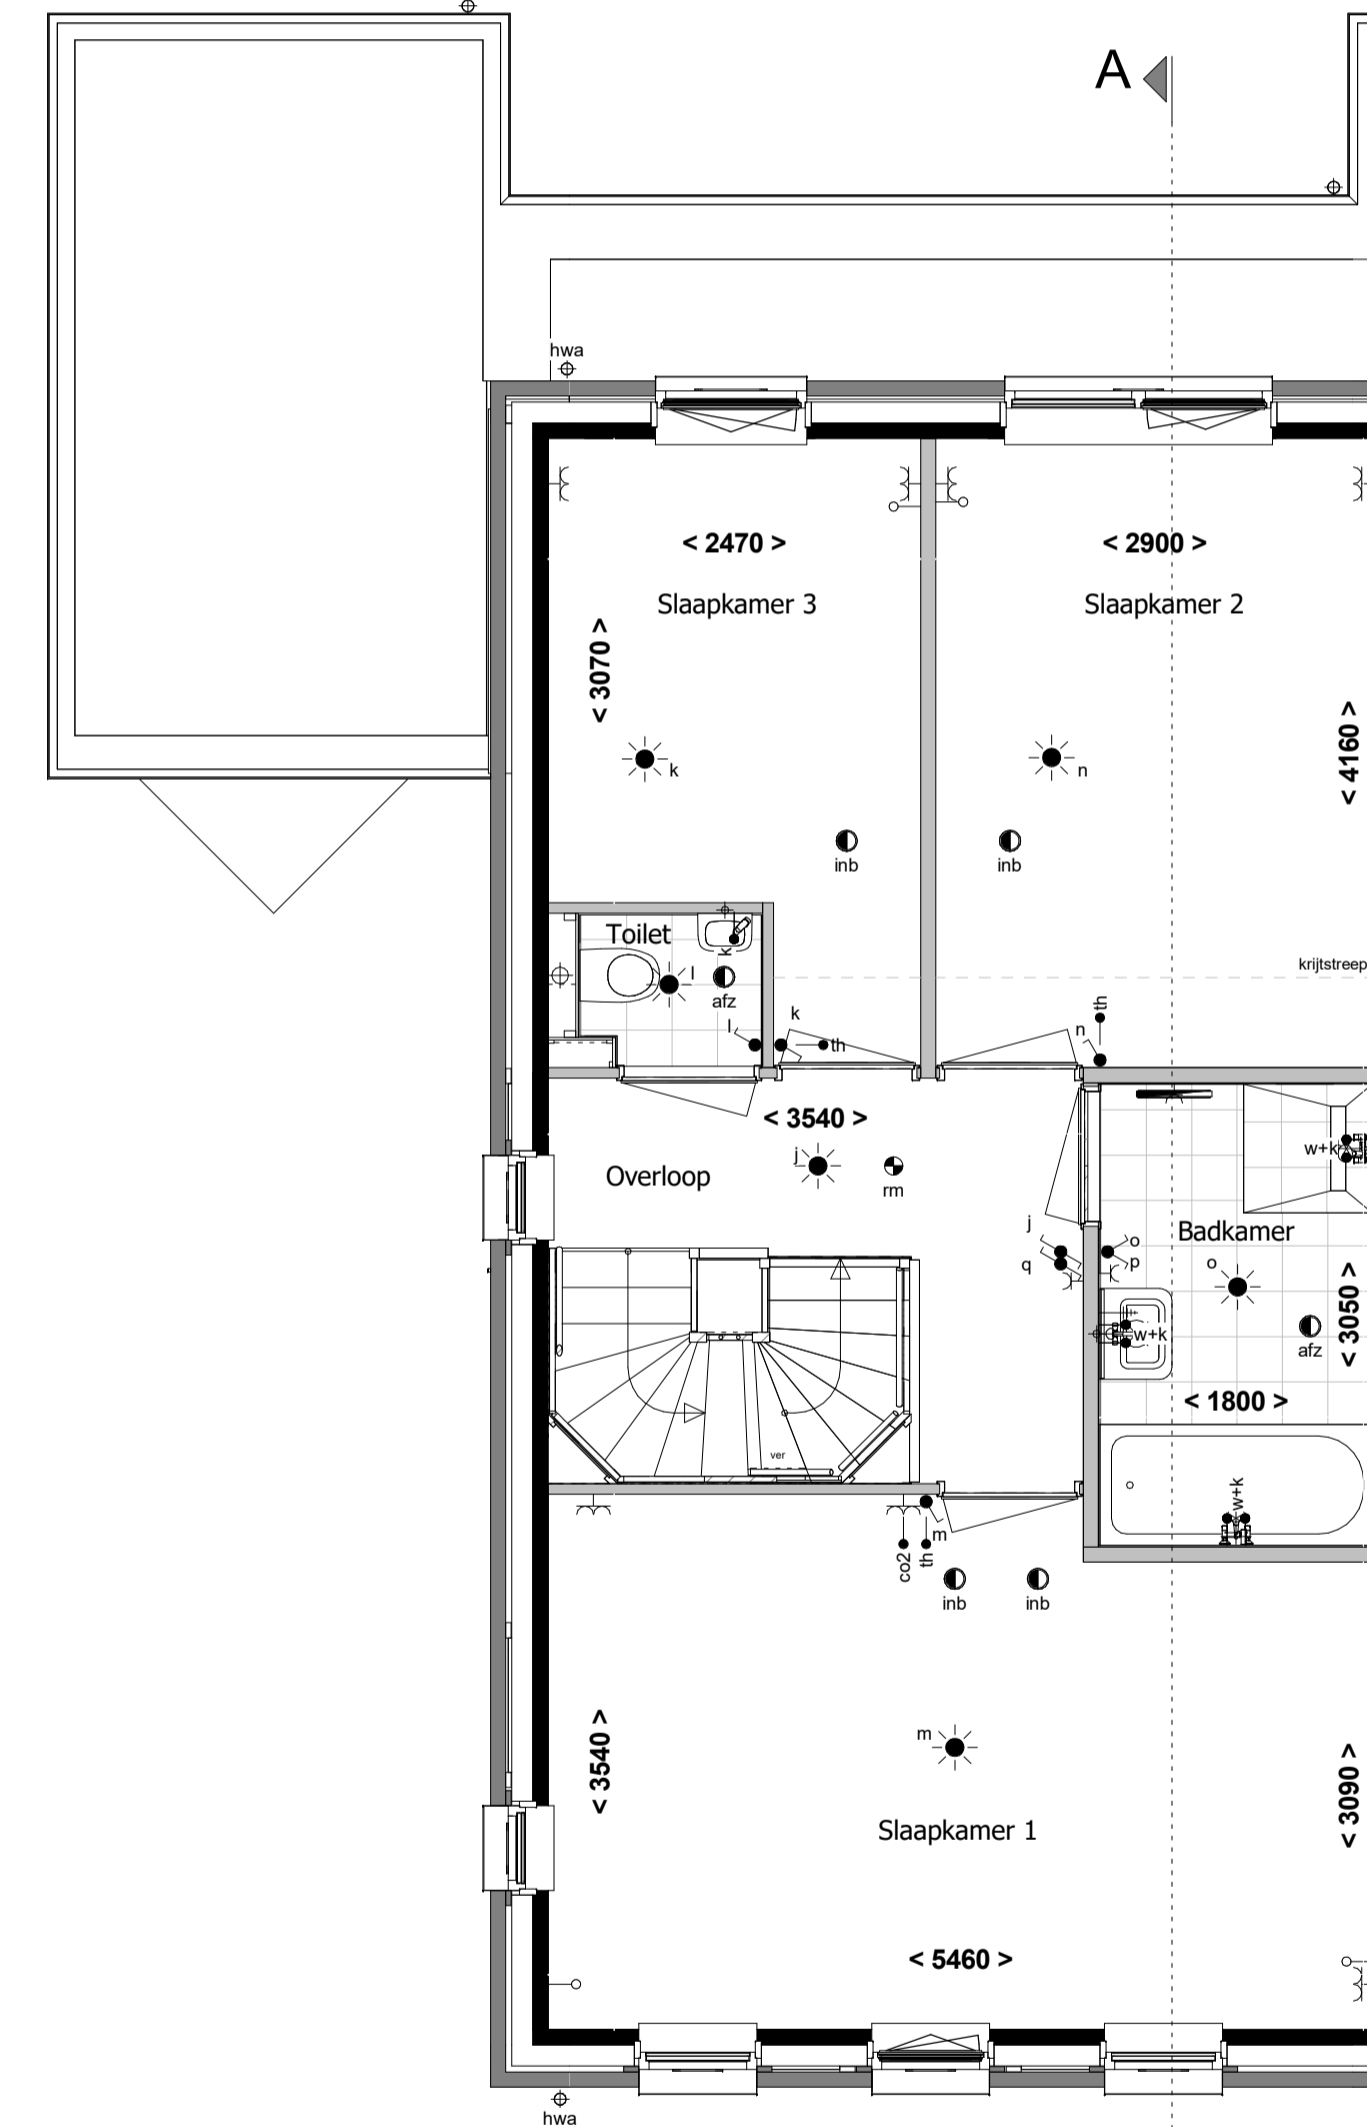 A
hwa
< 2470 >
< 2900 >
Slaapkamer 3
Slaapkamer 2
< 3070 >
< 4160 >
k
n
inb
inb
Toilet
k
l
afz
krijtstreep
l
k
th
n
th
< 3540 >
j
Overloop
rm
w+k
Badkamer
j
q
o
p
o
w+k
afz
< 3050 >
< 1800 >
ver
w+k
m
co2
th
inb
inb
m
< 3540 >
< 3090 >
Slaapkamer 1
< 5460 >
hwa